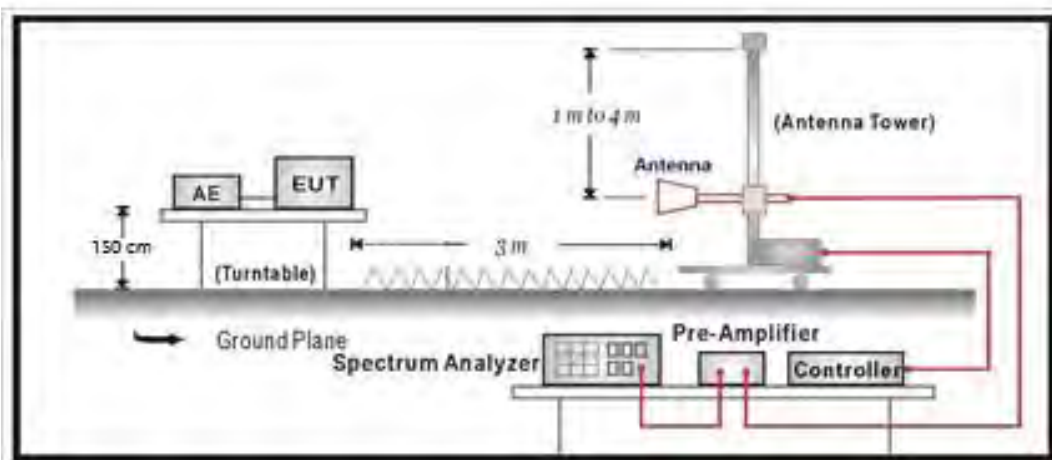 1 m to 4 m
(Antenna Tower)
Antenna
AE
EUT
150 cm
3 m
(Turntable)
Ground Plane
Pre-Amplifier
Spectrum Analyzer
Controller